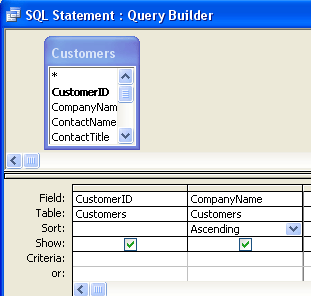 SQL Statement : Query Builder
Customers
*
CustomerID
CompanyNam
ContactName
ContactTitle
Field: CustomerID CompanyName
Table: Customers Customers
Sort: Ascending
Show:
Criteria:
or: